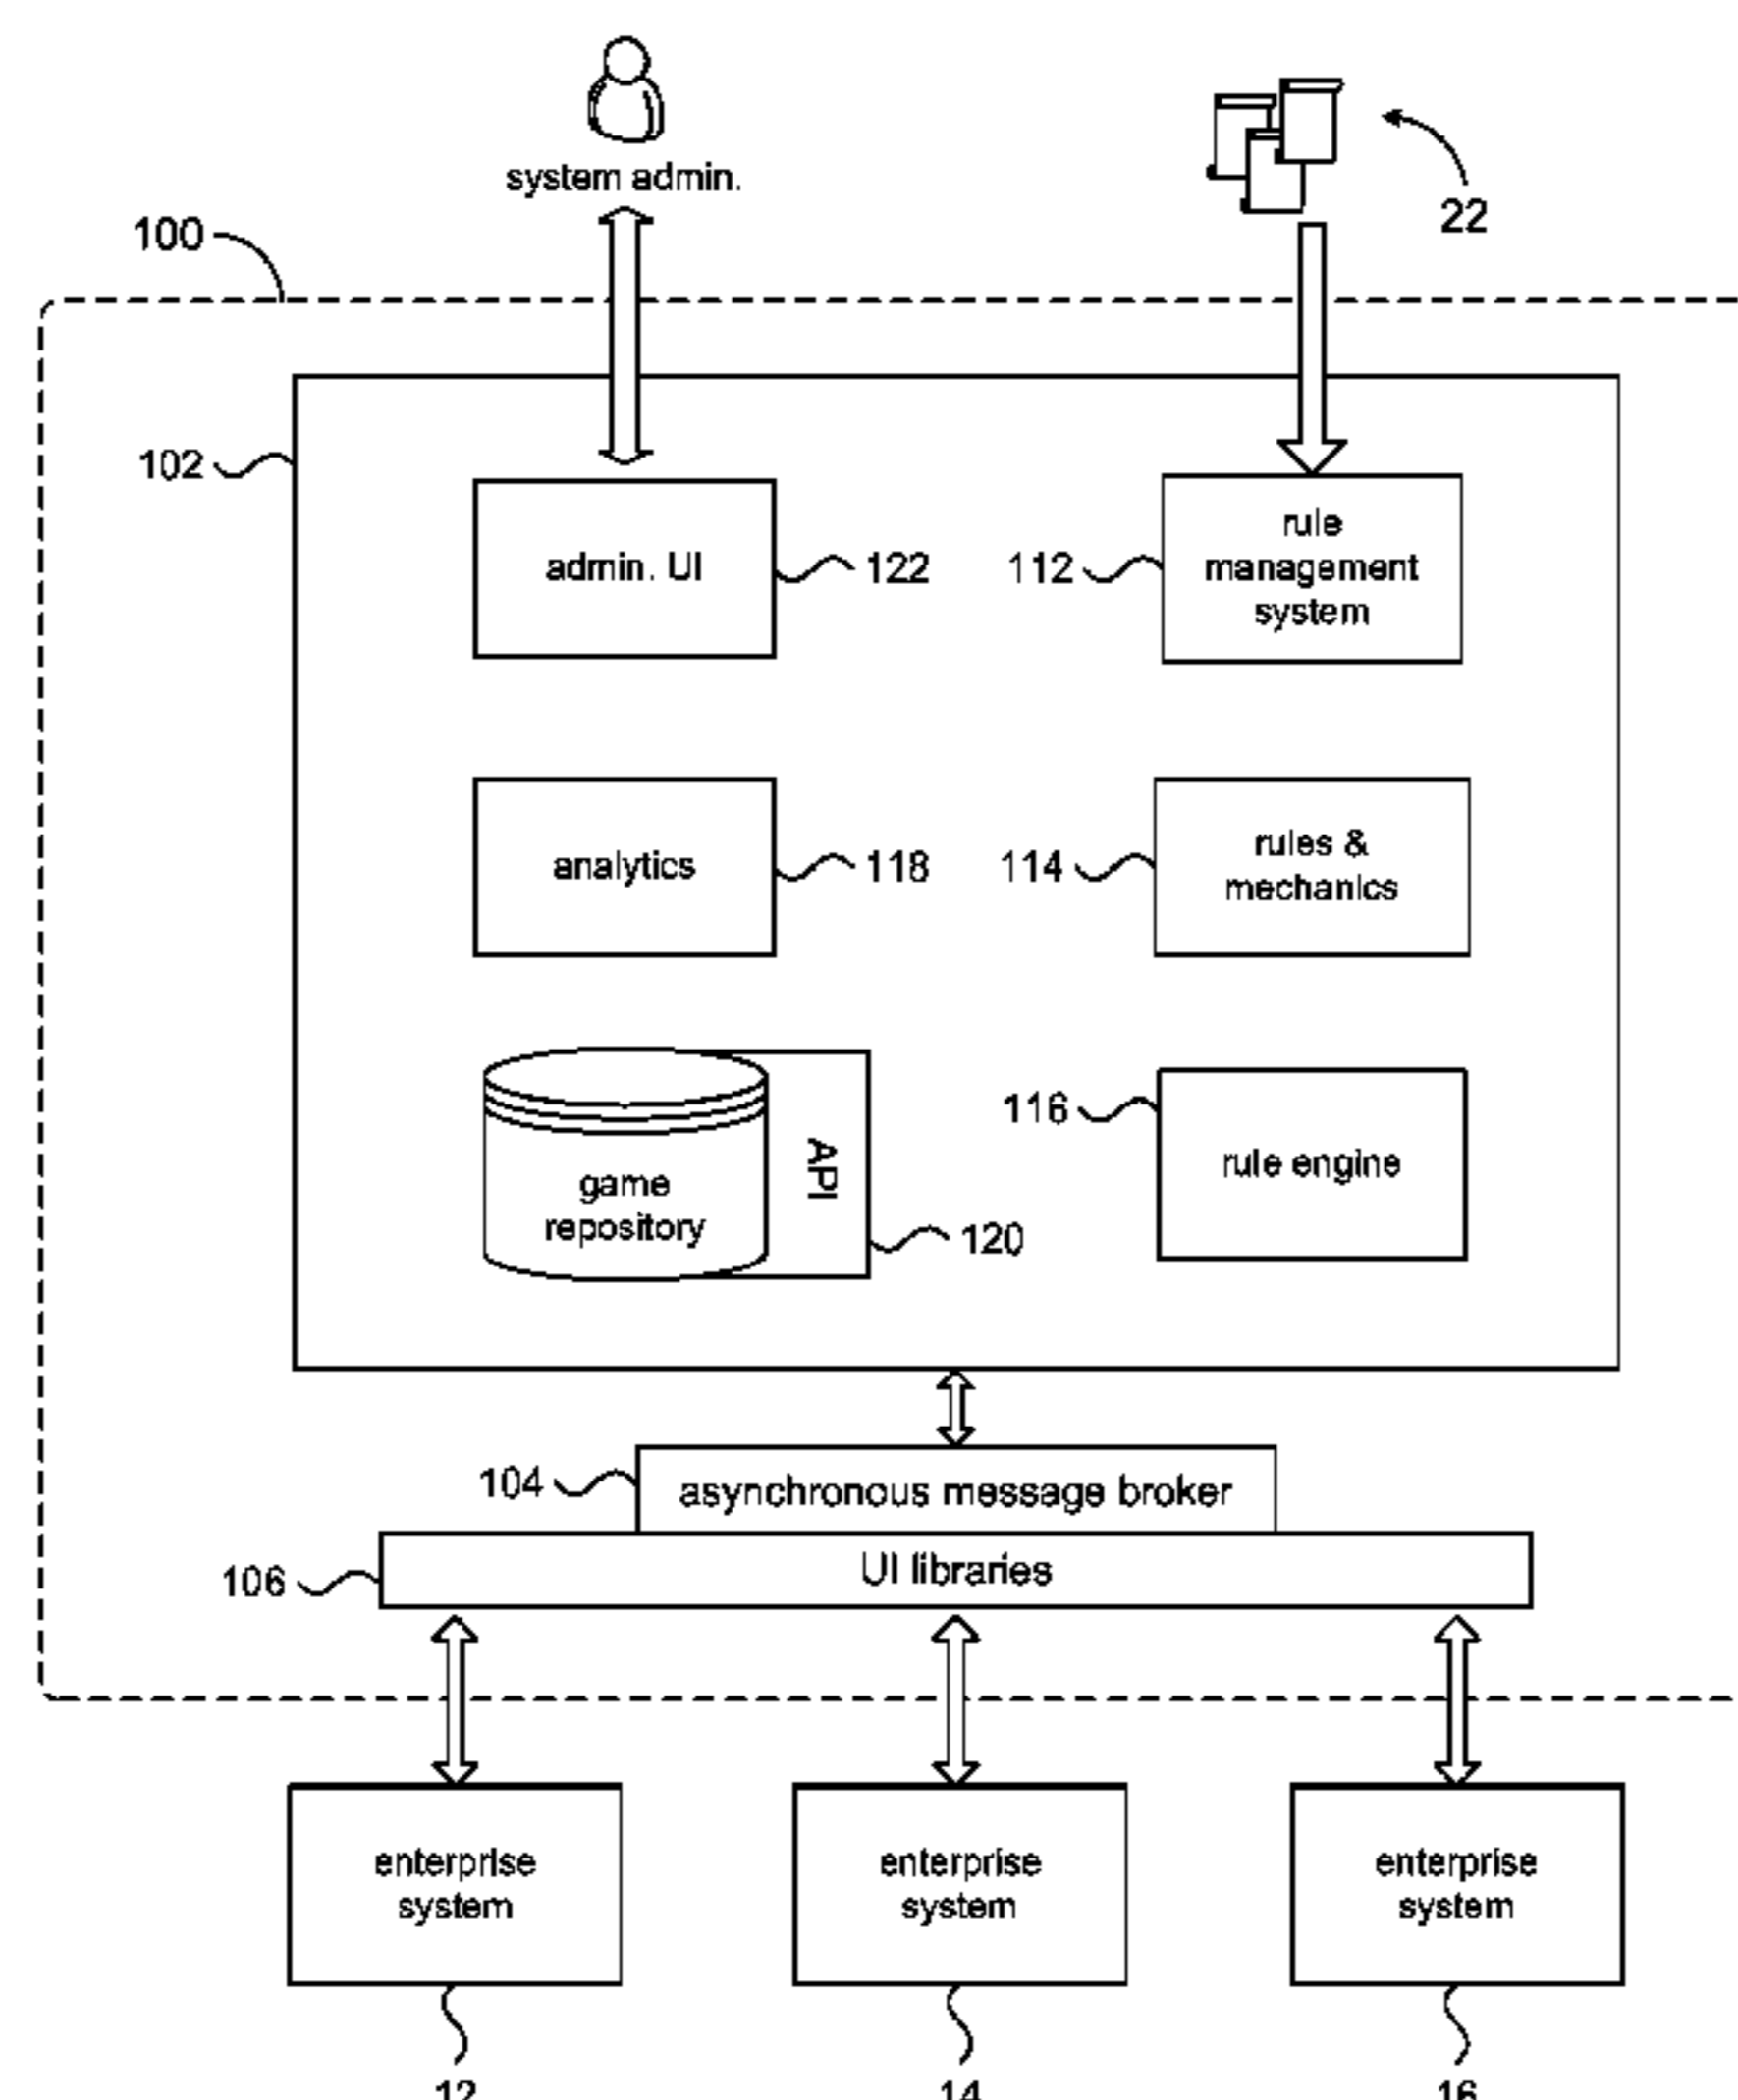 system admin.
22
100
102
admin. UI
122
112
rule
management
system
analytics
118
114
rules &
mechanics
game
repository
API
120
116
rule engine
104
asynchronous message broker
106
UI libraries
enterprise
system
enterprise
system
enterprise
system
12
14
16